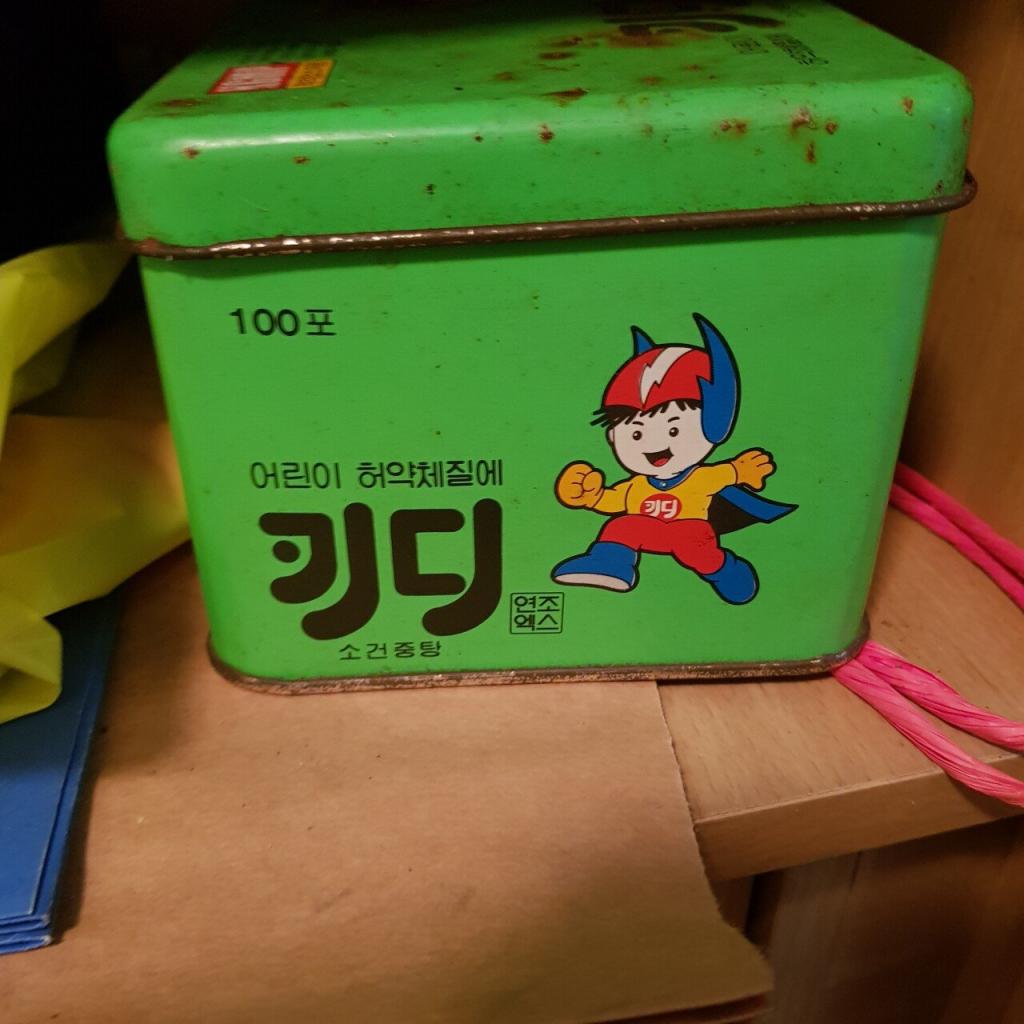 100포
어린이 허약체질에
키디
연조
엑스
소건중탕
키디